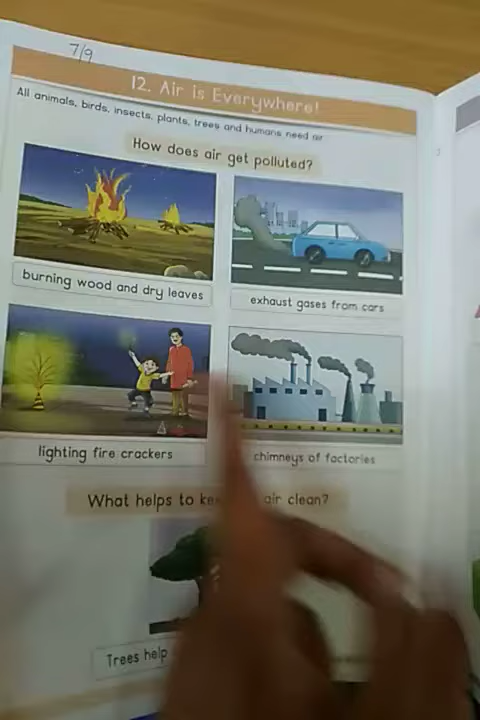 7/9
12. Air is Everywhere!
All animals, birds, insects, plants, trees and humans need air
How does air get polluted?
burning wood and dry leaves
exhaust gases from cars
lighting fire crackers
chimneys of factories
What helps to air clean?
Trees help